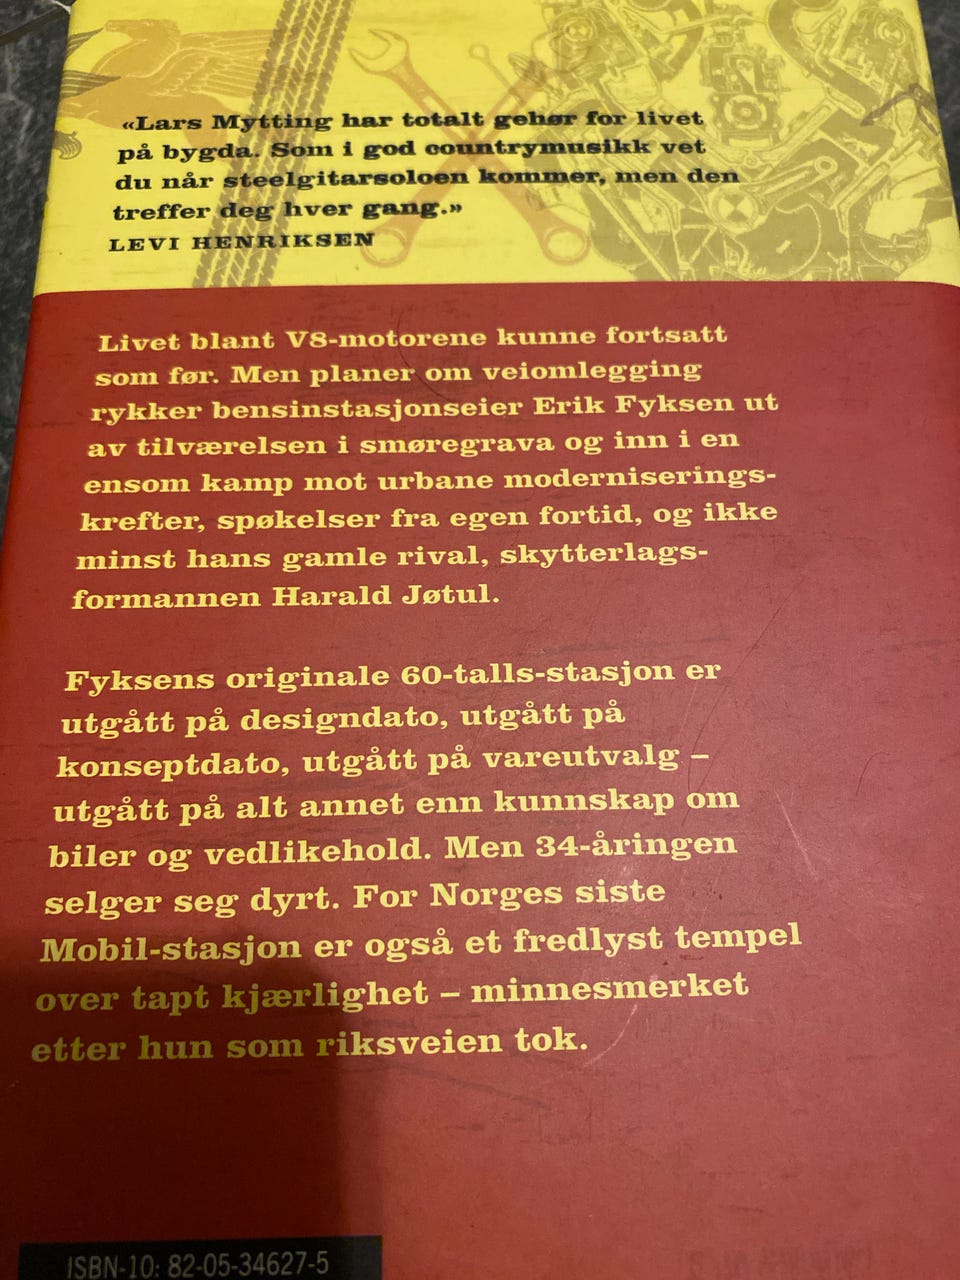 «Lars Mytting har totalt gehør for livet
på bygda. Som i god countrymusikk vet
du når steelgitarsoloen kommer, men den
treffer deg hver gang.»
LEVI HENRIKSEN
Livet blant V8-motorene kunne fortsatt
som før. Men planer om veiomlegging
rykker bensinstasjonseier Erik Fyksen ut
av tilværelsen i smøregrava og inn i en
ensom kamp mot urbane moderniserings-
krefter, spøkelser fra egen fortid, og ikke
minst hans gamle rival, skytterlags-
formannen Harald Jøtul.
Fyksens originale 60-talls-stasjon er
utgått på designdato, utgått på
konseptdato, utgått på vareutvalg –
utgått på alt annet enn kunnskap om
biler og vedlikehold. Men 34-åringen
selger seg dyrt. For Norges siste
Mobil-stasjon er også et fredlyst tempel
over tapt kjærlighet – minnesmerket
etter hun som riksveien tok.
ISBN-10: 82-05-34627-5